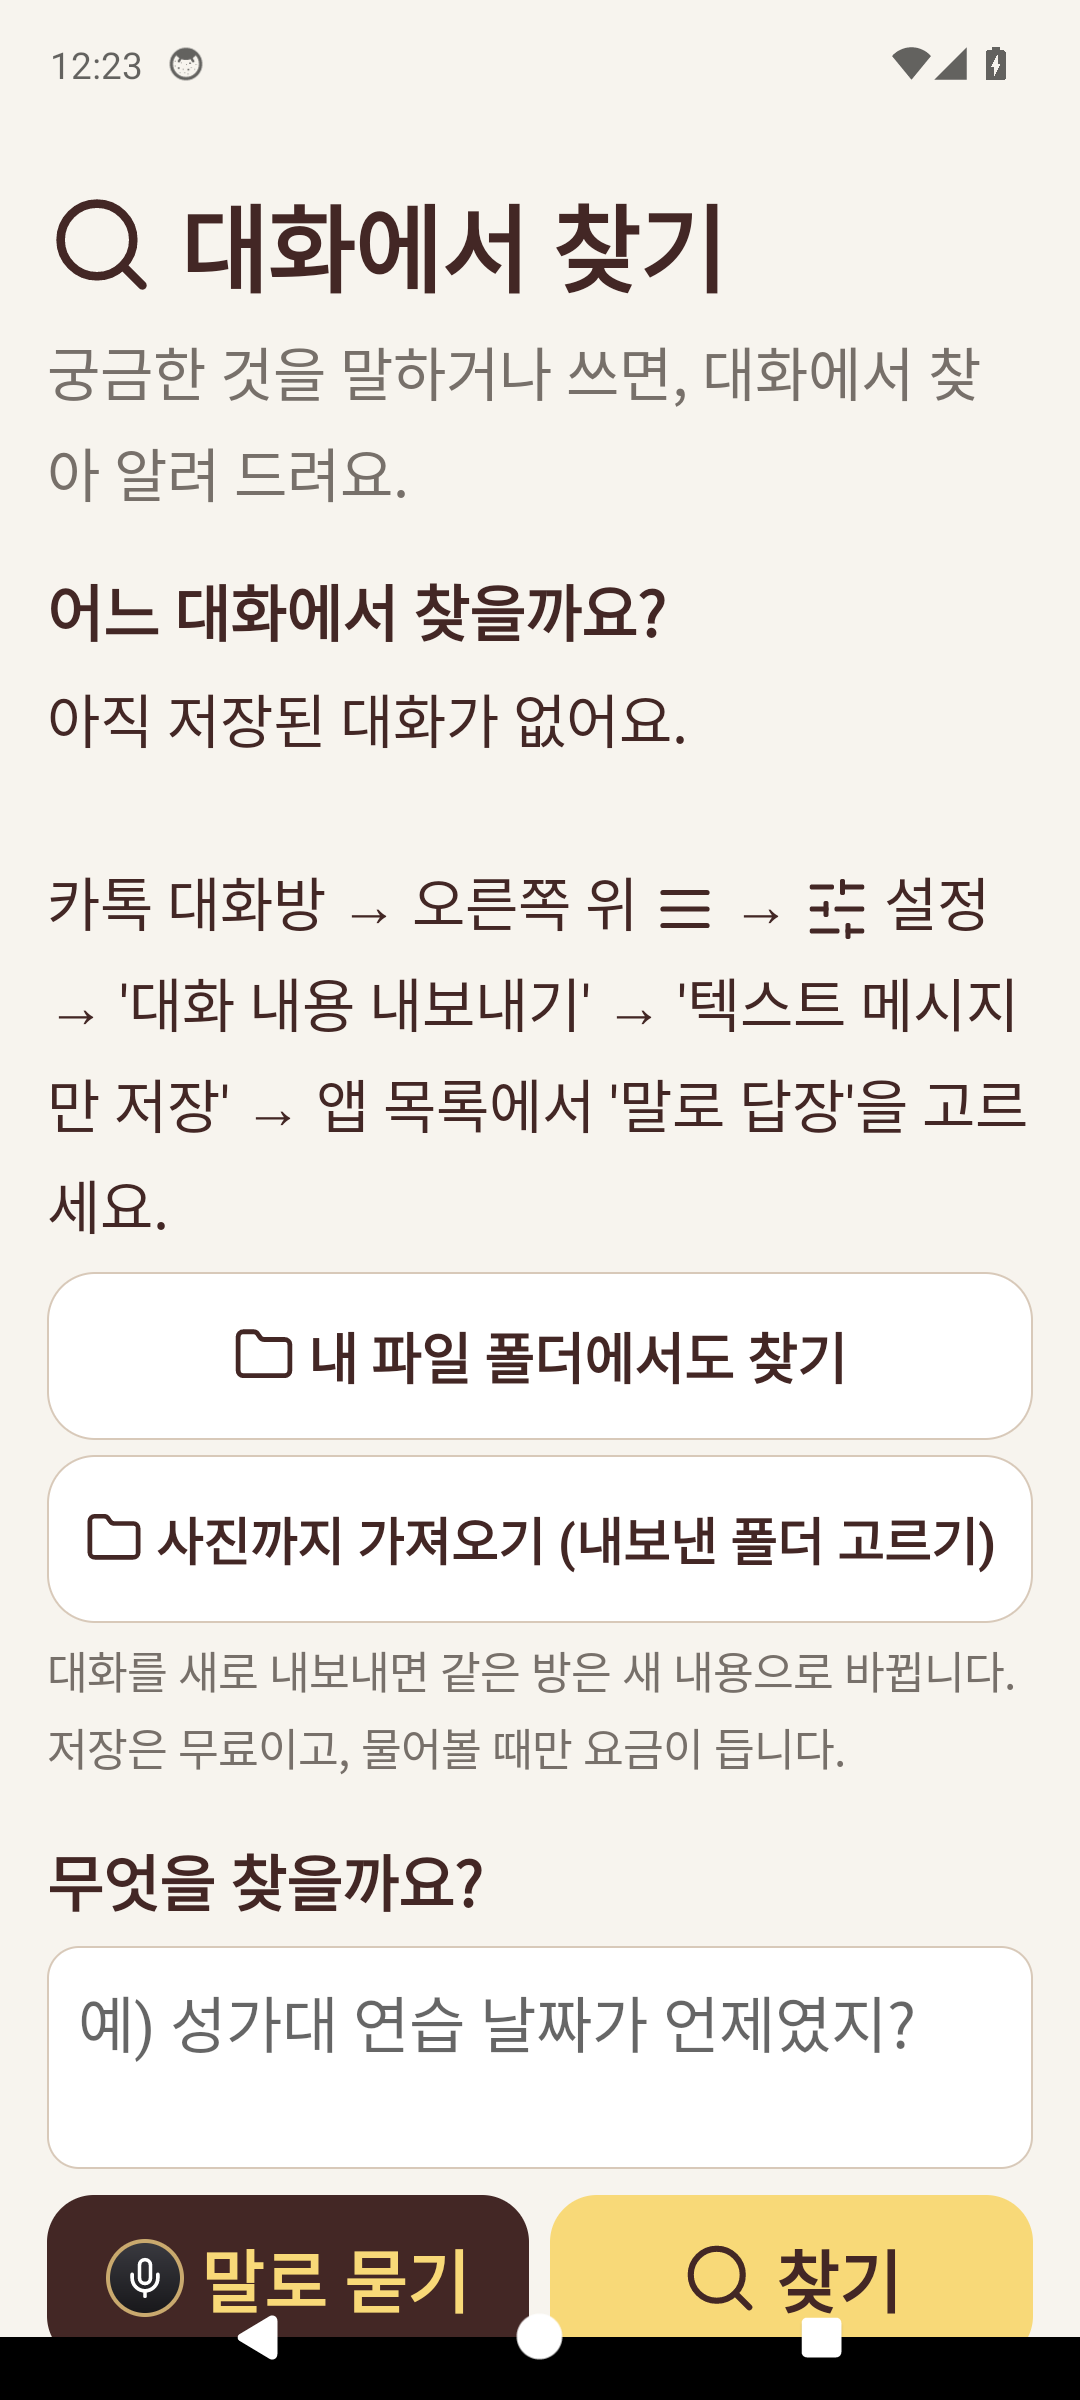 12:23
대화에서 찾기
궁금한 것을 말하거나 쓰면, 대화에서 찾
아 알려 드려요.
어느 대화에서 찾을까요?
아직 저장된 대화가 없어요.
카톡 대화방 → 오른쪽 위 ☰ → 설정
→ '대화 내용 내보내기' → '텍스트 메시지
만 저장' → 앱 목록에서 '말로 답장'을 고르
세요.
내 파일 폴더에서도 찾기
사진까지 가져오기 (내보낸 폴더 고르기)
대화를 새로 내보내면 같은 방은 새 내용으로 바뀝니다.
저장은 무료이고, 물어볼 때만 요금이 듭니다.
무엇을 찾을까요?
예) 성가대 연습 날짜가 언제였지?
말로 묻기
찾기